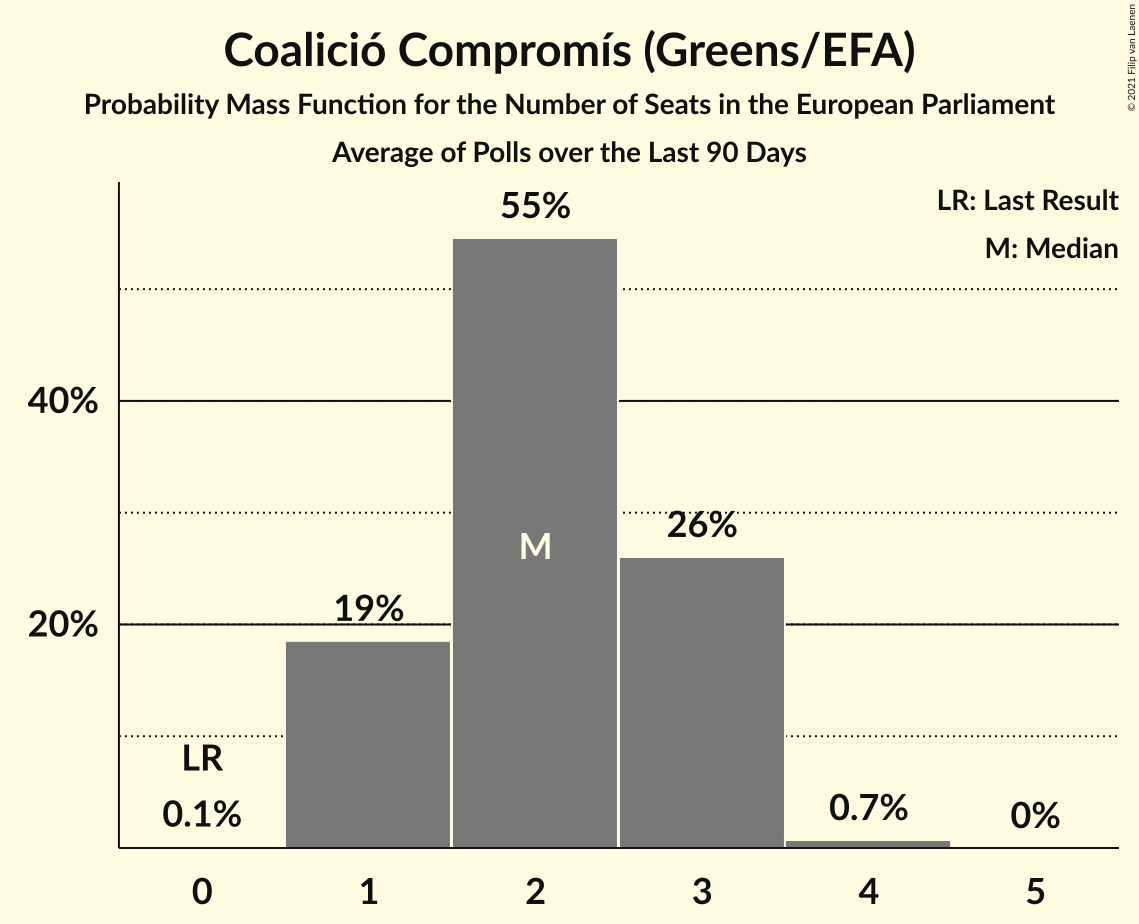 Coalició Compromís (Greens/EFA)
Probability Mass Function for the Number of Seats in the European Parliament
Average of Polls over the Last 90 Days
© 2021 Filip van Laenen
LR: Last Result
M: Median
55%
40%
M
26%
20%
19%
LR
0.1%
0.7%
0%
0 1 2 3 4 5